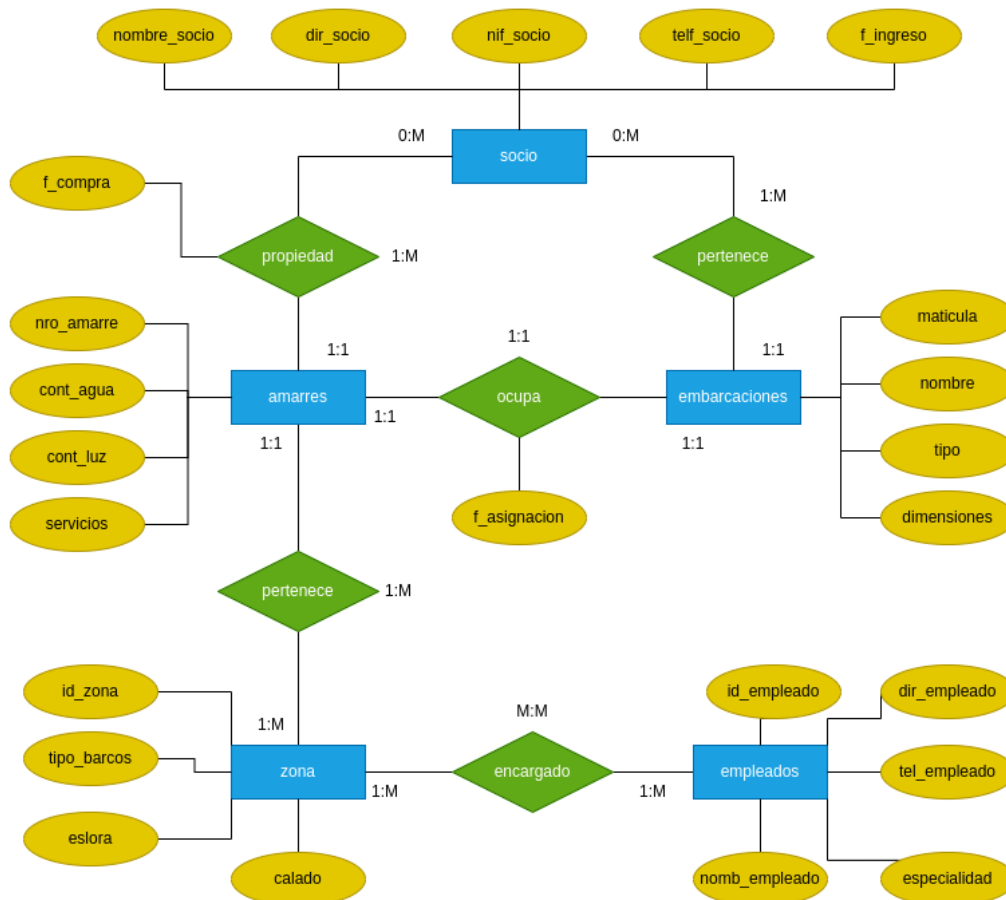 nombre_socio
dir_socio
nif_socio
telf_socio
f_ingreso
0:M
socio
0:M
f_compra
1:M
propiedad
1:M
pertenece
nro_amarre
maticula
1:1
1:1
1:1
cont_agua
nombre
amarres
ocupa
embarcaciones
1:1
1:1
1:1
cont_luz
tipo
servicios
f_asignacion
dimensiones
pertenece
1:M
id_zona
id_empleado
dir_empleado
1:M
M:M
tipo_barcos
zona
encargado
empleados
tel_empleado
1:M
1:M
eslora
calado
nomb_empleado
especialidad